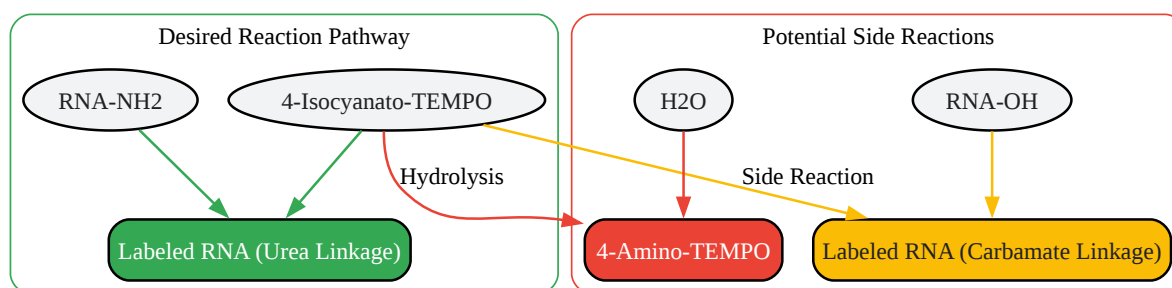 Desired Reaction Pathway
Potential Side Reactions
RNA-NH2
4-Isocyanato-TEMPO
H2O
RNA-OH
Hydrolysis
Side Reaction
Labeled RNA (Urea Linkage)
4-Amino-TEMPO
Labeled RNA (Carbamate Linkage)